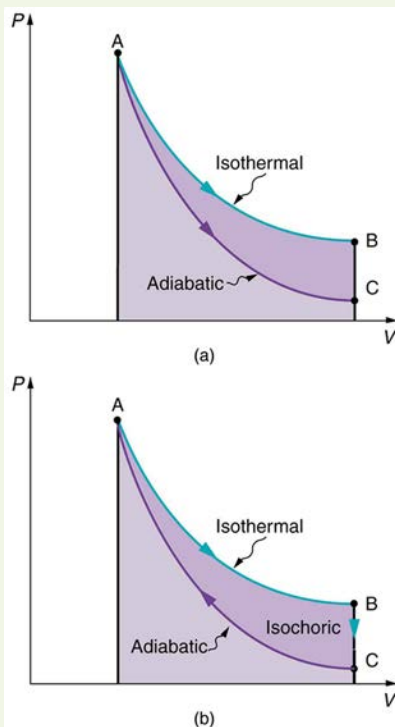 P
A
Isothermal
B
Adiabatic
C
V
(a)
P
A
Isothermal
B
Isochoric
Adiabatic
C
V
(b)